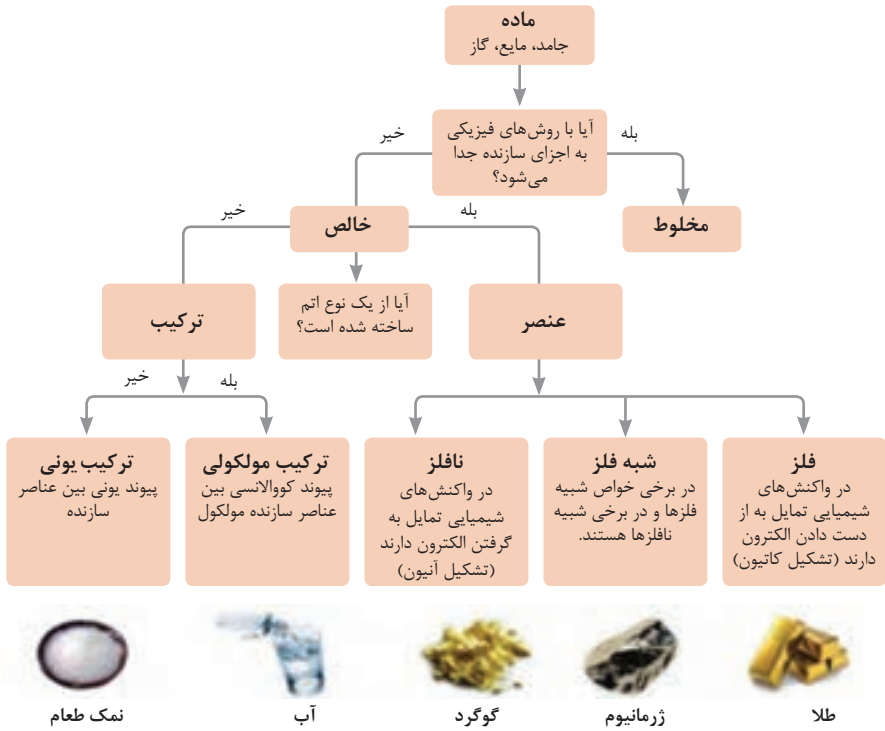 ماده
جامد، مایع، گاز
آیا با روش‌های فیزیکی
به اجزای سازنده جدا
می‌شود؟
بله
خیر
مخلوط
خالص
بله
خیر
آیا از یک نوع اتم
ساخته شده است؟
عنصر
ترکیب
بله
خیر
فلز
در واکنش‌های
شیمیایی تمایل به از
دست دادن الکترون
دارند (تشکیل کاتیون)
شبه فلز
در برخی خواص شبیه
فلزها و در برخی شبیه
نافلزها هستند.
نافلز
در واکنش‌های
شیمیایی تمایل به
گرفتن الکترون دارند
(تشکیل آنیون)
ترکیب مولکولی
پیوند کووالانسی بین
عناصر سازنده مولکول
ترکیب یونی
پیوند یونی بین عناصر
سازنده
طلا
ژرمانیوم
گوگرد
آب
نمک طعام